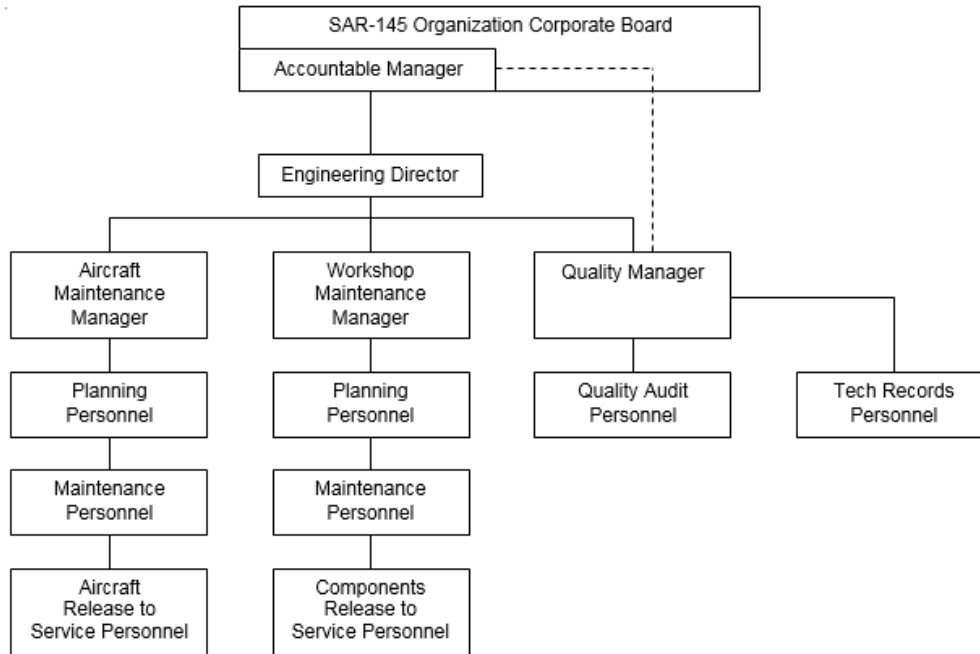 SAR-145 Organization Corporate Board
Accountable Manager
Engineering Director
Aircraft
Maintenance
Manager
Workshop
Maintenance
Manager
Quality Manager
Planning
Personnel
Planning
Personnel
Quality Audit
Personnel
Tech Records
Personnel
Maintenance
Personnel
Maintenance
Personnel
Aircraft
Release to
Service Personnel
Components
Release to
Service Personnel